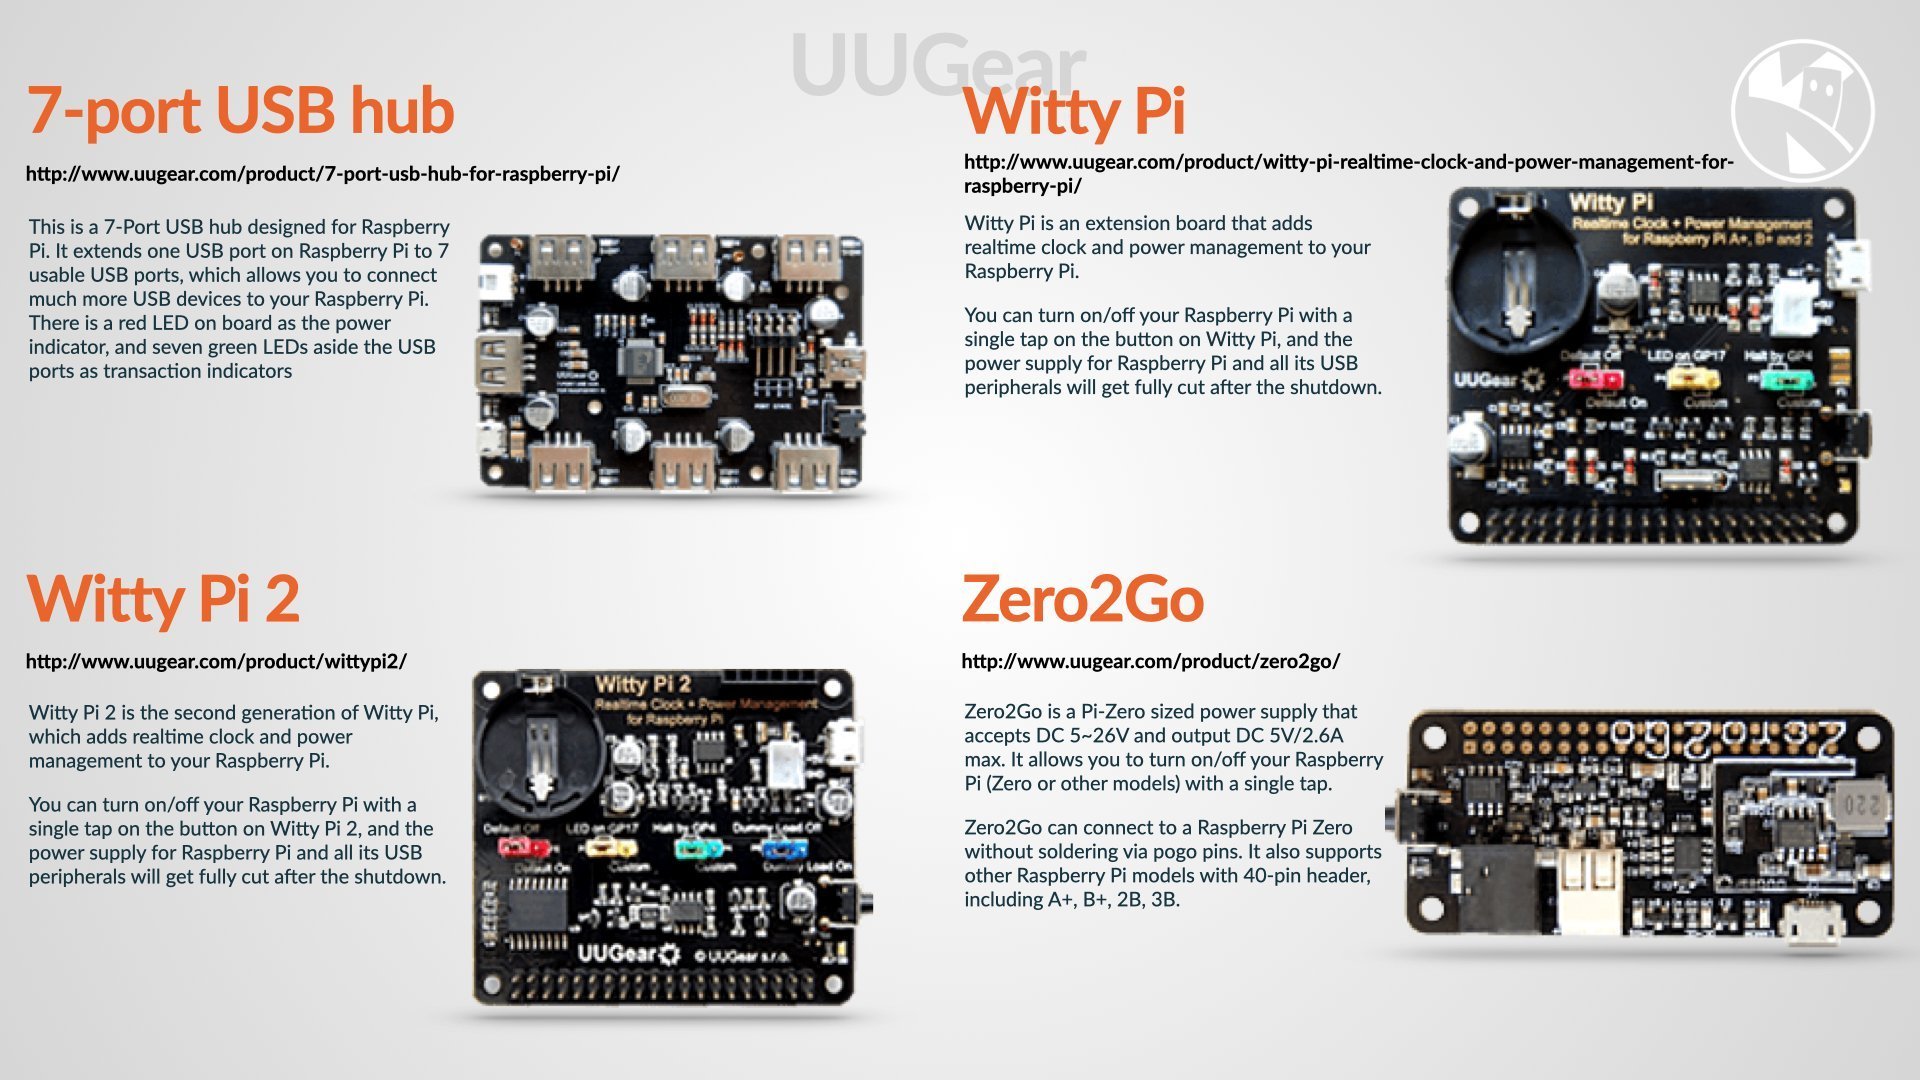 UUGear
7-port USB hub
http://www.uugear.com/product/7-port-usb-hub-for-raspberry-pi/
This is a 7-Port USB hub designed for Raspberry
Pi. It extends one USB port on Raspberry Pi to 7
usable USB ports, which allows you to connect
much more USB devices to your Raspberry Pi.
There is a red LED on board as the power
indicator, and seven green LEDs aside the USB
ports as transaction indicators
UUGear
Witty Pi
http://www.uugear.com/product/witty-pi-realtime-clock-and-power-management-for-
raspberry-pi/
Witty Pi is an extension board that adds
realtime clock and power management to your
Raspberry Pi.
You can turn on/off your Raspberry Pi with a
single tap on the button on Witty Pi, and the
power supply for Raspberry Pi and all its USB
peripherals will get fully cut after the shutdown.
Witty Pi
Realtime Clock + Power Management
for Raspberry Pi A+, B+ and 2
Default Off LED on GP17 Halt by GP4
UUGear
Default On Custom Custom
Witty Pi 2
http://www.uugear.com/product/wittypi2/
Witty Pi 2 is the second generation of Witty Pi,
which adds realtime clock and power
management to your Raspberry Pi.
You can turn on/off your Raspberry Pi with a
single tap on the button on Witty Pi 2, and the
power supply for Raspberry Pi and all its USB
peripherals will get fully cut after the shutdown.
Witty Pi 2
Realtime Clock + Power Management
for Raspberry Pi
Default Off LED on GP17 Halt by GP4 Dummy Load Off
Default On Custom Custom Dummy Load On
UUGear © UUGear s.r.o.
Zero2Go
http://www.uugear.com/product/zero2go/
Zero2Go is a Pi-Zero sized power supply that
accepts DC 5~26V and output DC 5V/2.6A
max. It allows you to turn on/off your Raspberry
Pi (Zero or other models) with a single tap.
Zero2Go can connect to a Raspberry Pi Zero
without soldering via pogo pins. It also supports
other Raspberry Pi models with 40-pin header,
including A+, B+, 2B, 3B.
Zero2Go
220